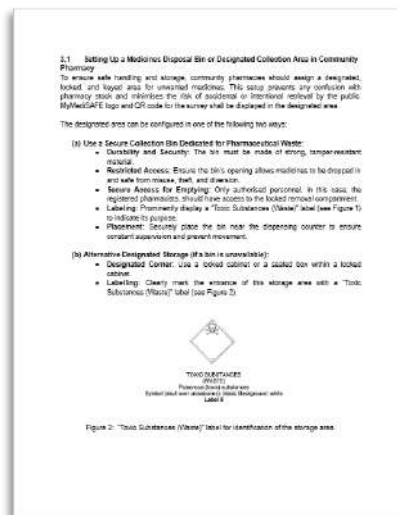 3.1 Setting Up a Medicines Disposal Bin or Designated Collection Area in Community
Pharmacy
To ensure safe handling and storage, community pharmacies should assign a designated,
locked, and keyed area for unwanted medicines. This setup prevents any confusion with
pharmacy stock and minimises the risk of accidental or intentional retrieval by the public.
MyMediSAFE logo and QR code for the survey shall be displayed in the designated area.
The designated area can be configured in one of the following two ways:
(a) Use a Secure Collection Bin Dedicated for Pharmaceutical Waste:
• Durability and Security: The bin must be made of strong, tamper-resistant
material.
• Restricted Access: Ensure the bin's opening allows medicines to be dropped in
and safe from misuse, theft, and diversion.
• Secure Access for Emptying: Only authorised personnel, in this case, the
registered pharmacists, should have access to the locked removal compartment.
• Labeling: Prominently display a "Toxic Substances (Waste)" label (see Figure 1)
to indicate its purpose.
• Placement: Securely place the bin near the dispensing counter to ensure
constant supervision and prevent movement.
(b) Alternative Designated Storage (if a bin is unavailable):
• Designated Corner: Use a locked cabinet or a sealed box within a locked
cabinet.
• Labelling: Clearly mark the entrance of this storage area with a "Toxic
Substances (Waste)" label (see Figure 2).
TOXIC SUBSTANCES
(WASTE)
Poisonous (toxic) substances
Symbol (skull over crossbones): black; Background: white
Figure 2: "Toxic Substances (Waste)" label for identification of the storage area.